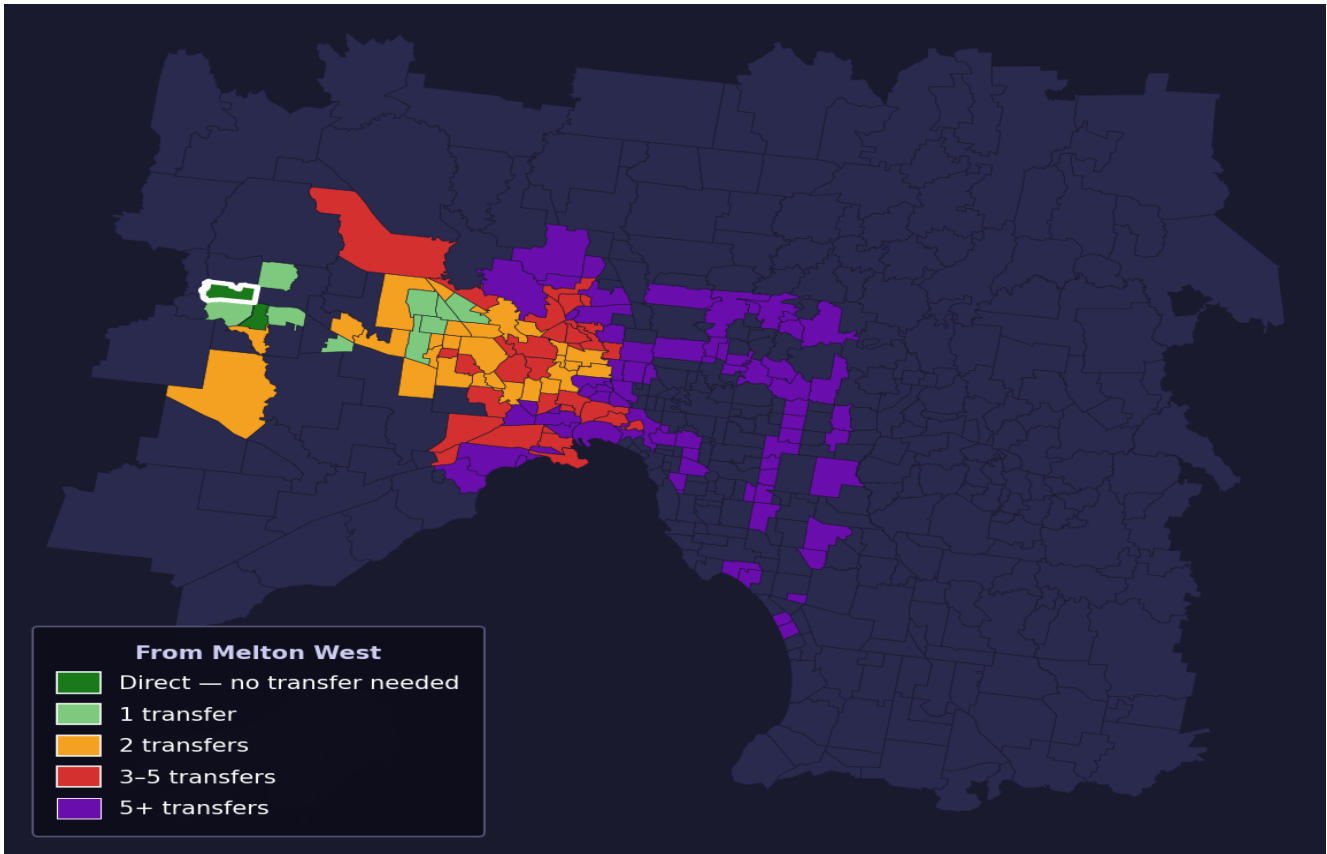 From Melton West
Direct — no transfer needed
1 transfer
2 transfers
3–5 transfers
5+ transfers